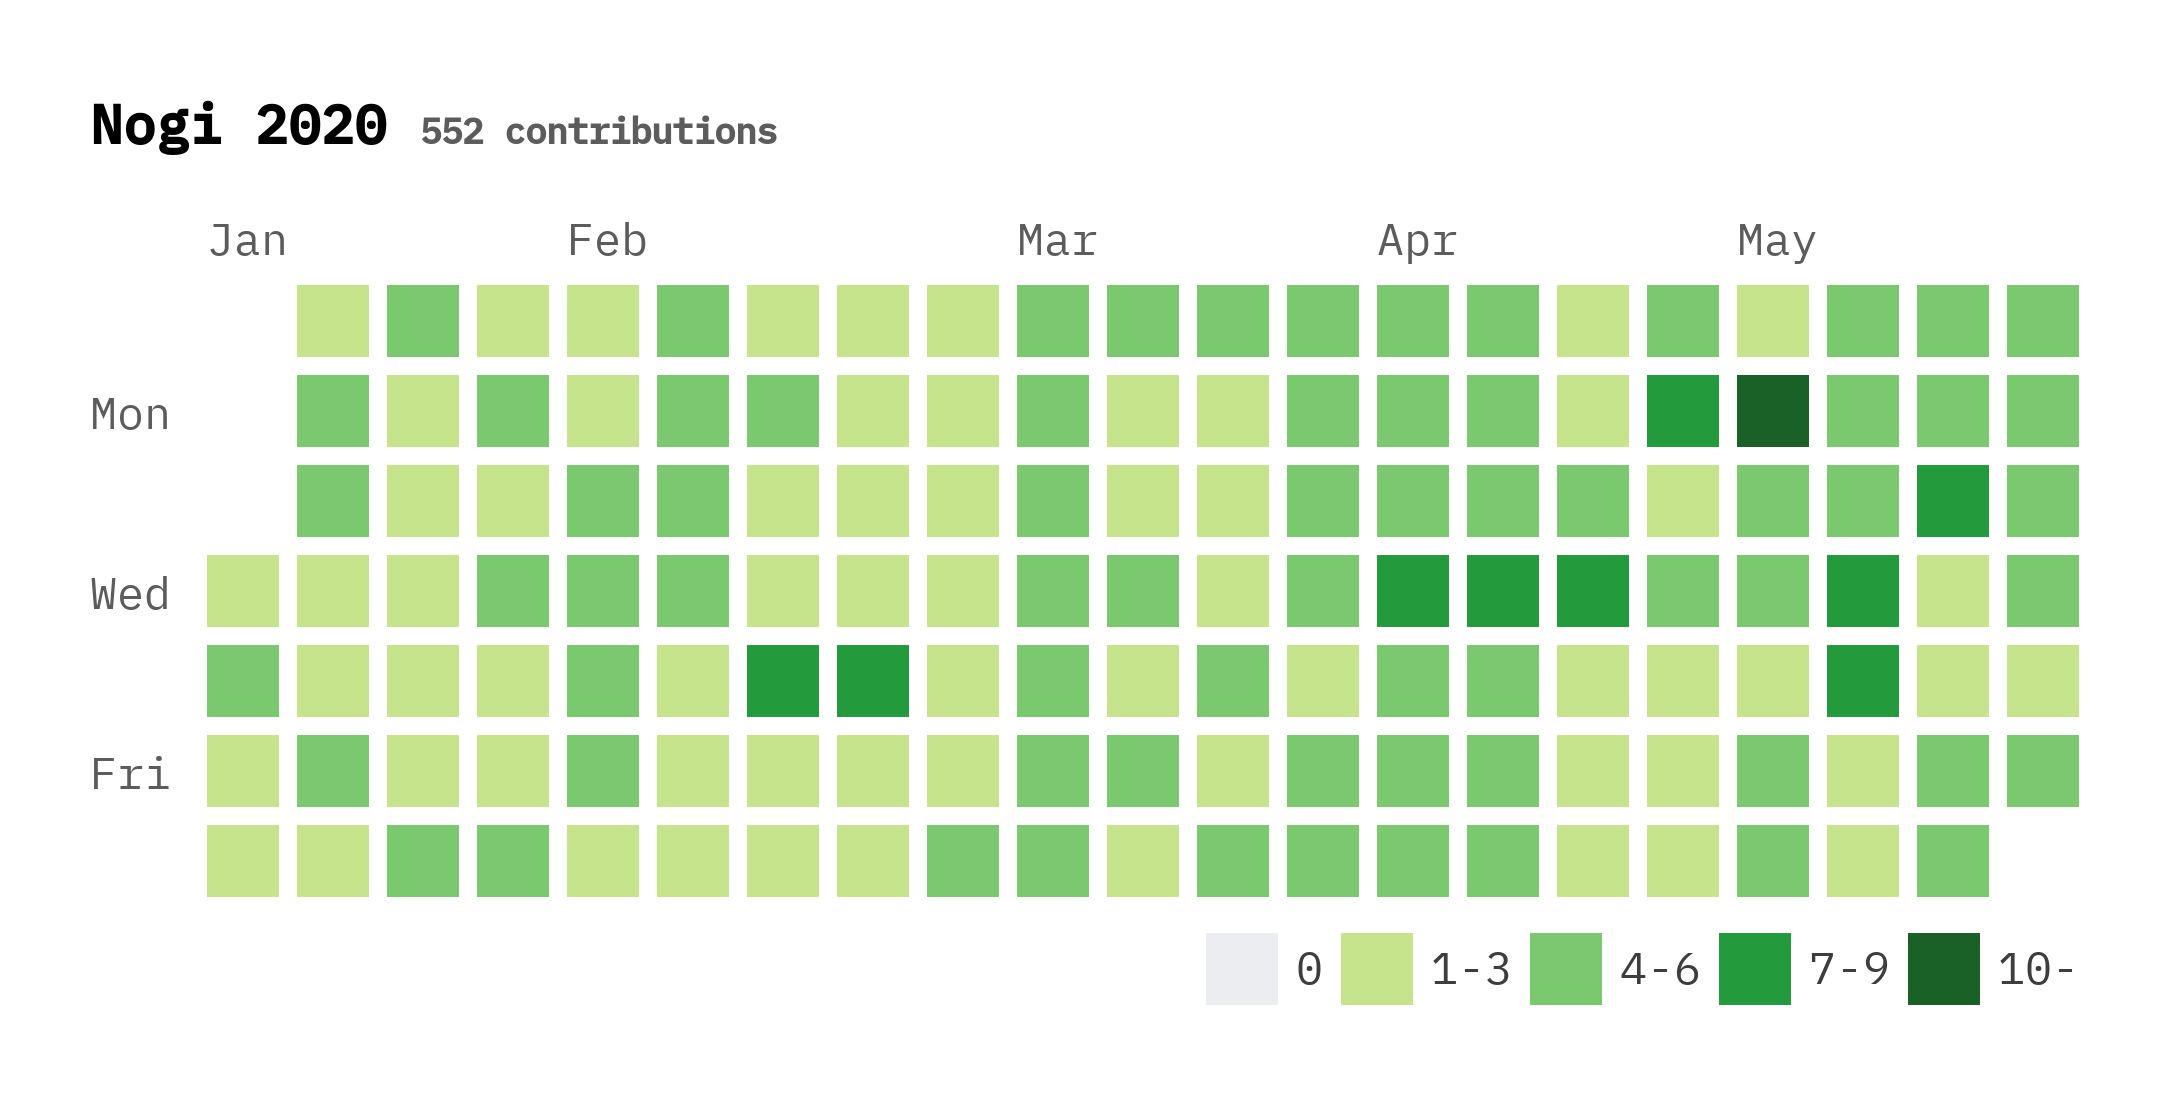 Nogi 2020 552 contributions
Jan Feb Mar Apr May
Mon
Wed
Fri
0 1-3 4-6 7-9 10-